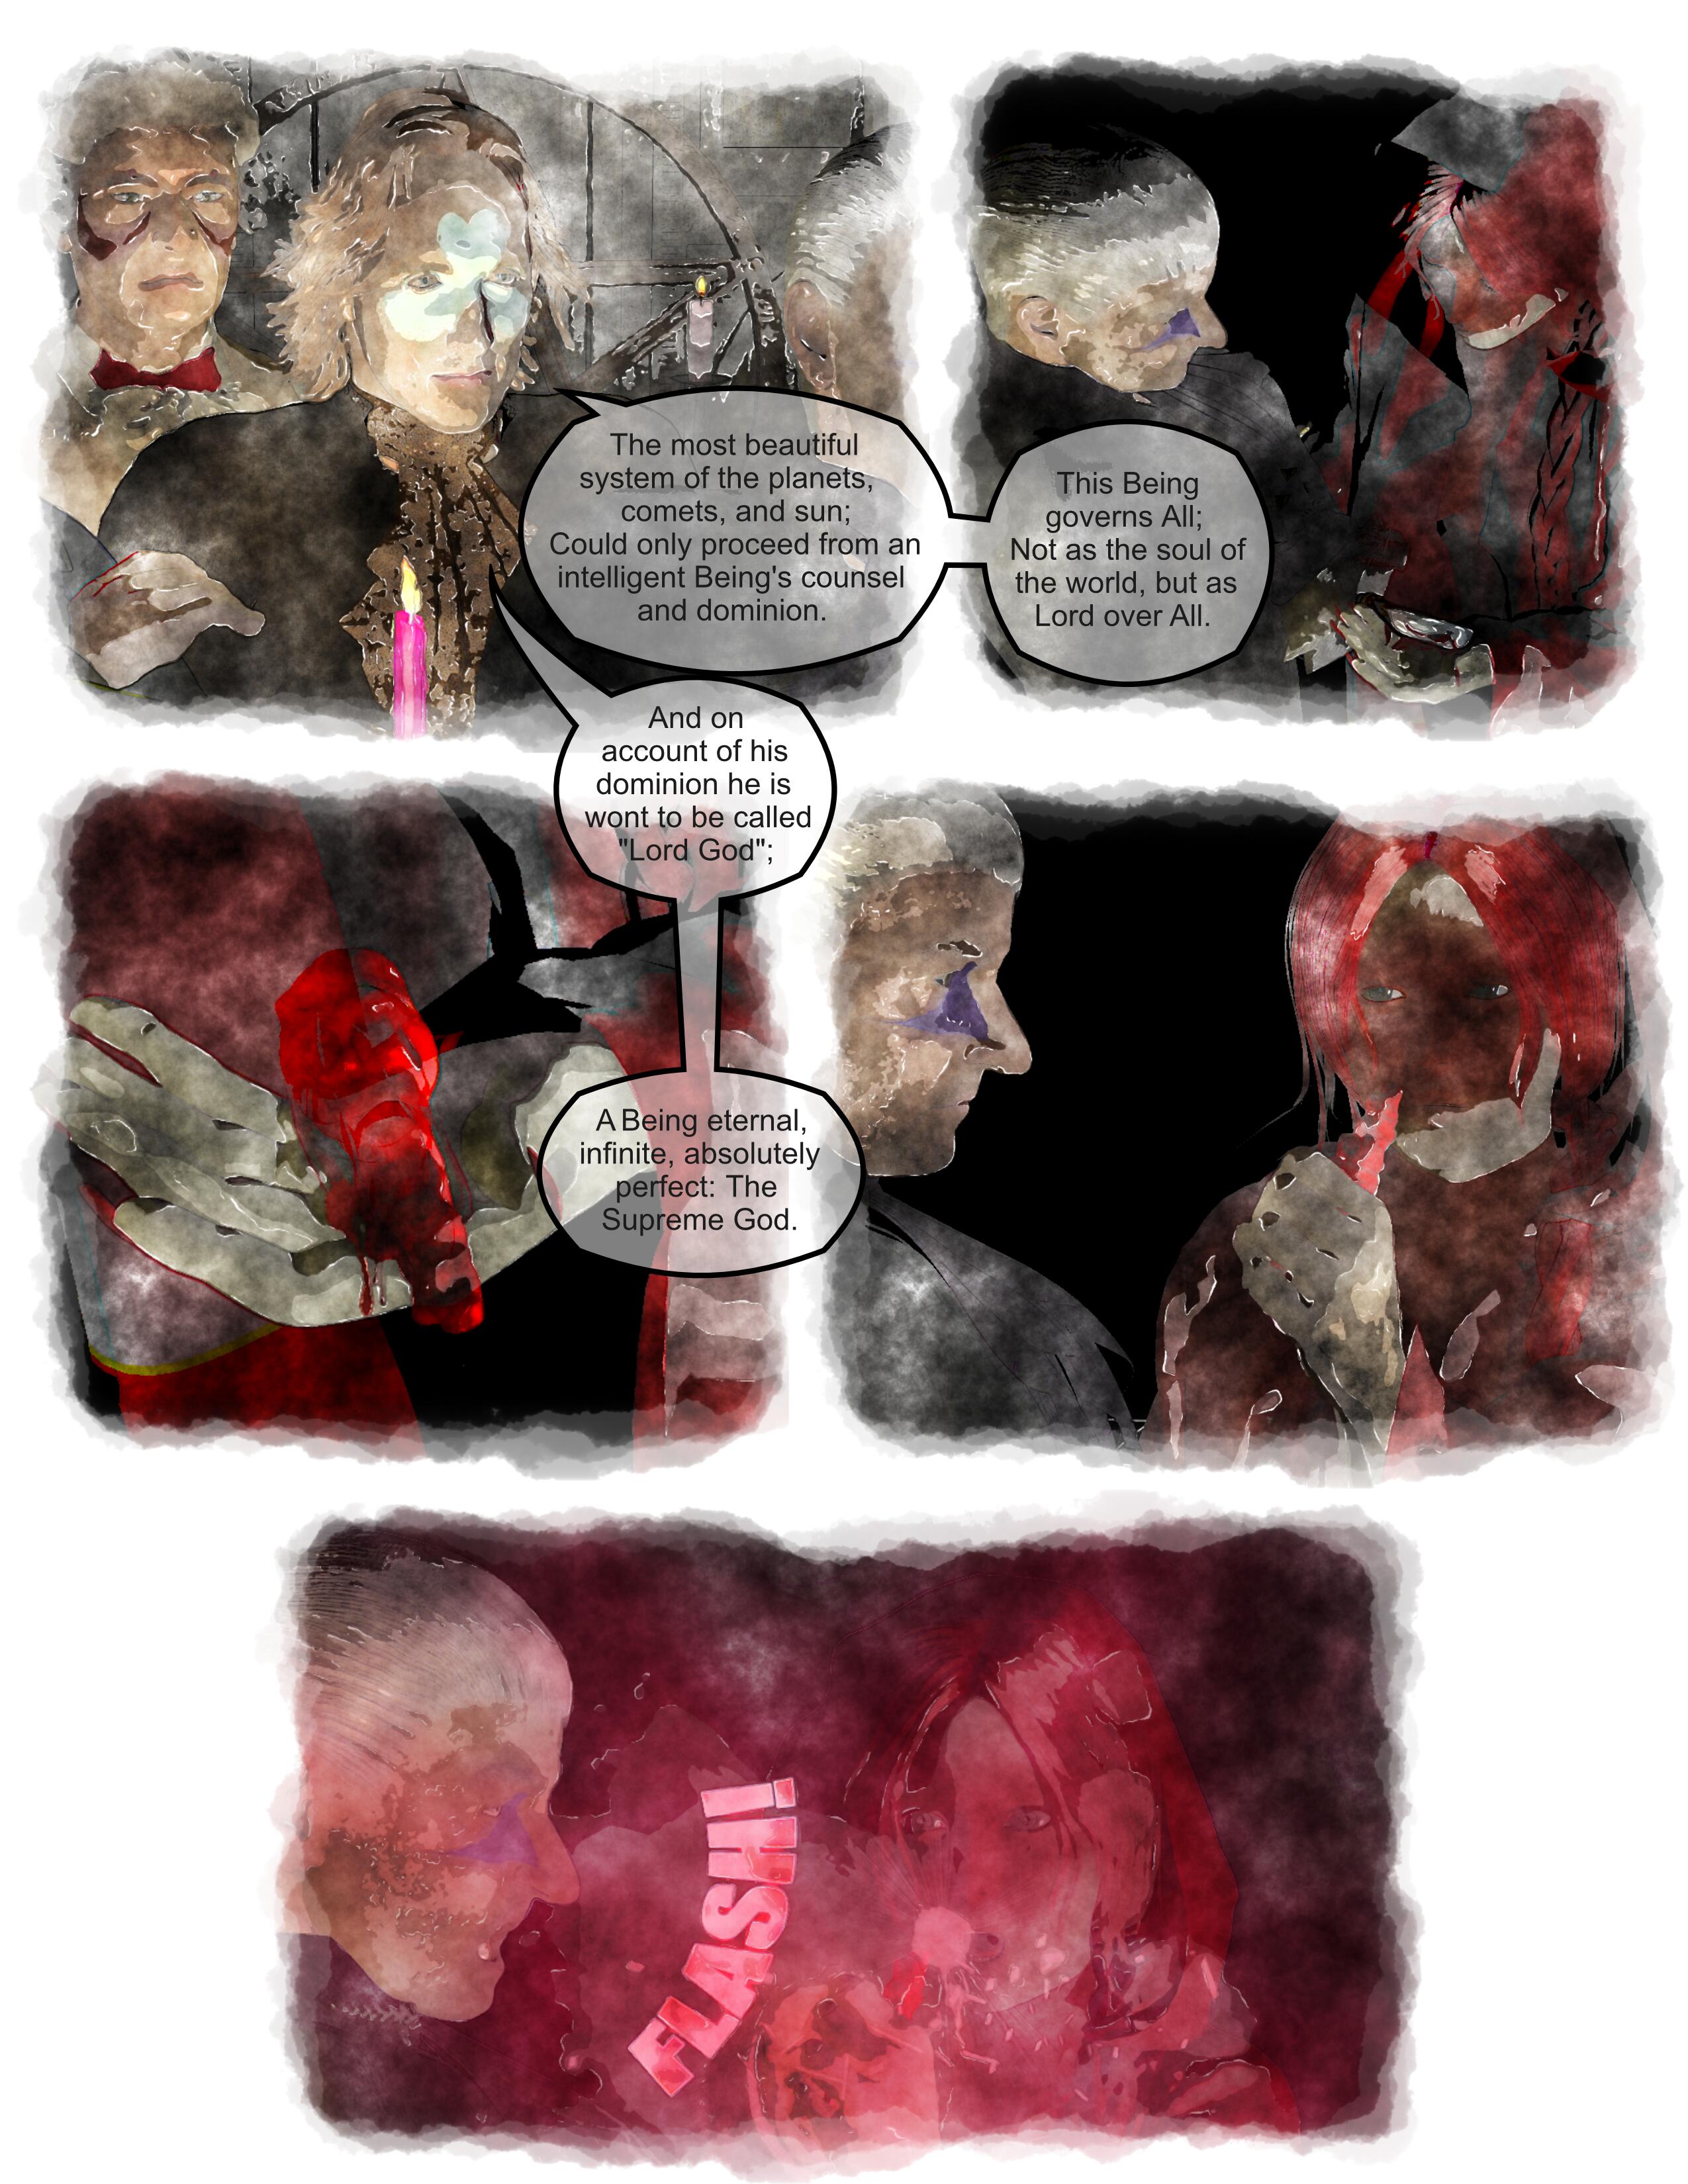 The most beautiful
system of the planets,
comets, and sun;
Could only proceed from an
intelligent Being's counsel
and dominion.
This Being
governs All;
Not as the soul of
the world, but as
Lord over All.
And on
account of his
dominion he is
wont to be called
"Lord God";
A Being eternal,
infinite, absolutely
perfect: The
Supreme God.
FLASH!